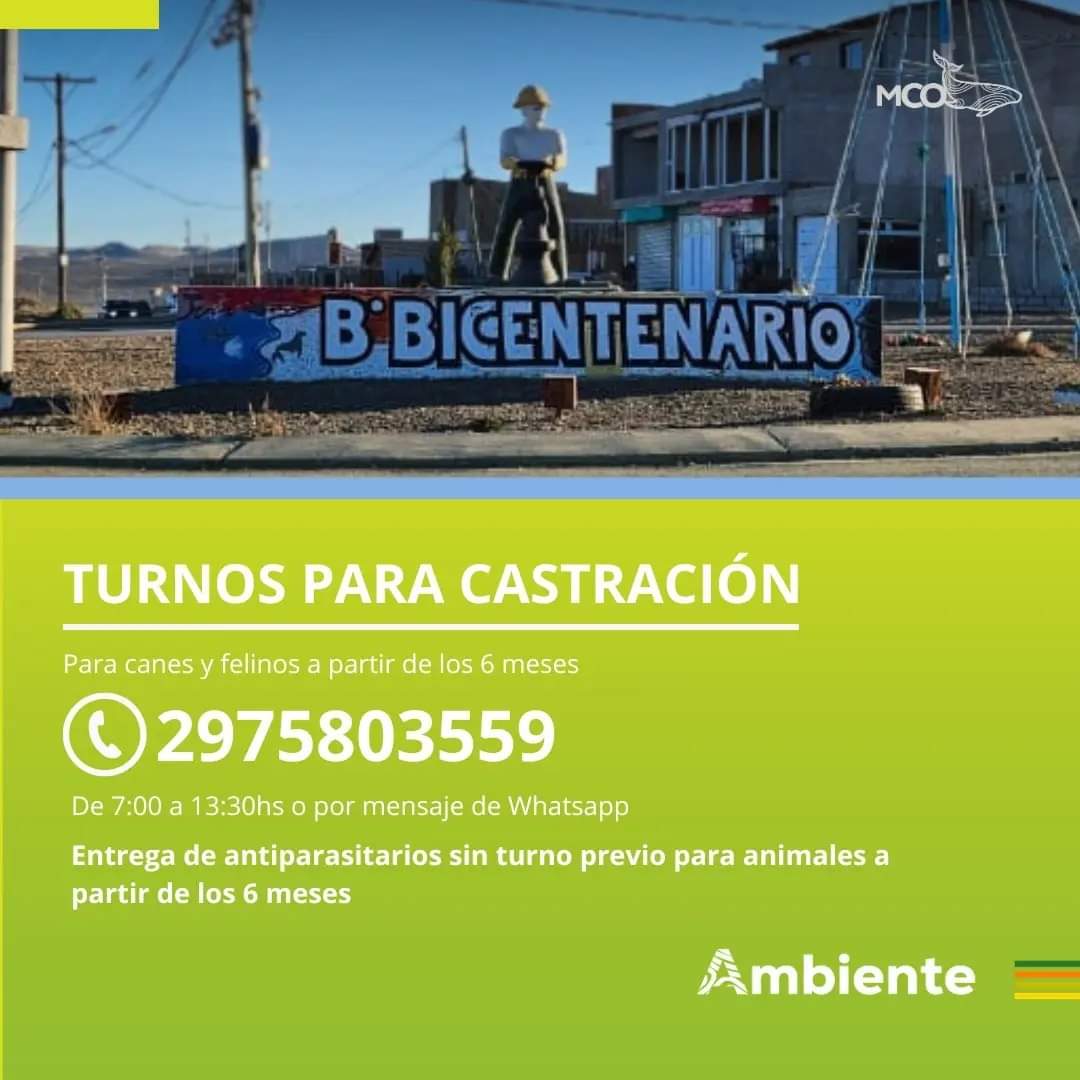 MCO
B° BICENTENARIO
TURNOS PARA CASTRACIÓN
Para canes y felinos a partir de los 6 meses
2975803559
De 7:00 a 13:30hs o por mensaje de Whatsapp
Entrega de antiparasitarios sin turno previo para animales a
partir de los 6 meses
Ambiente